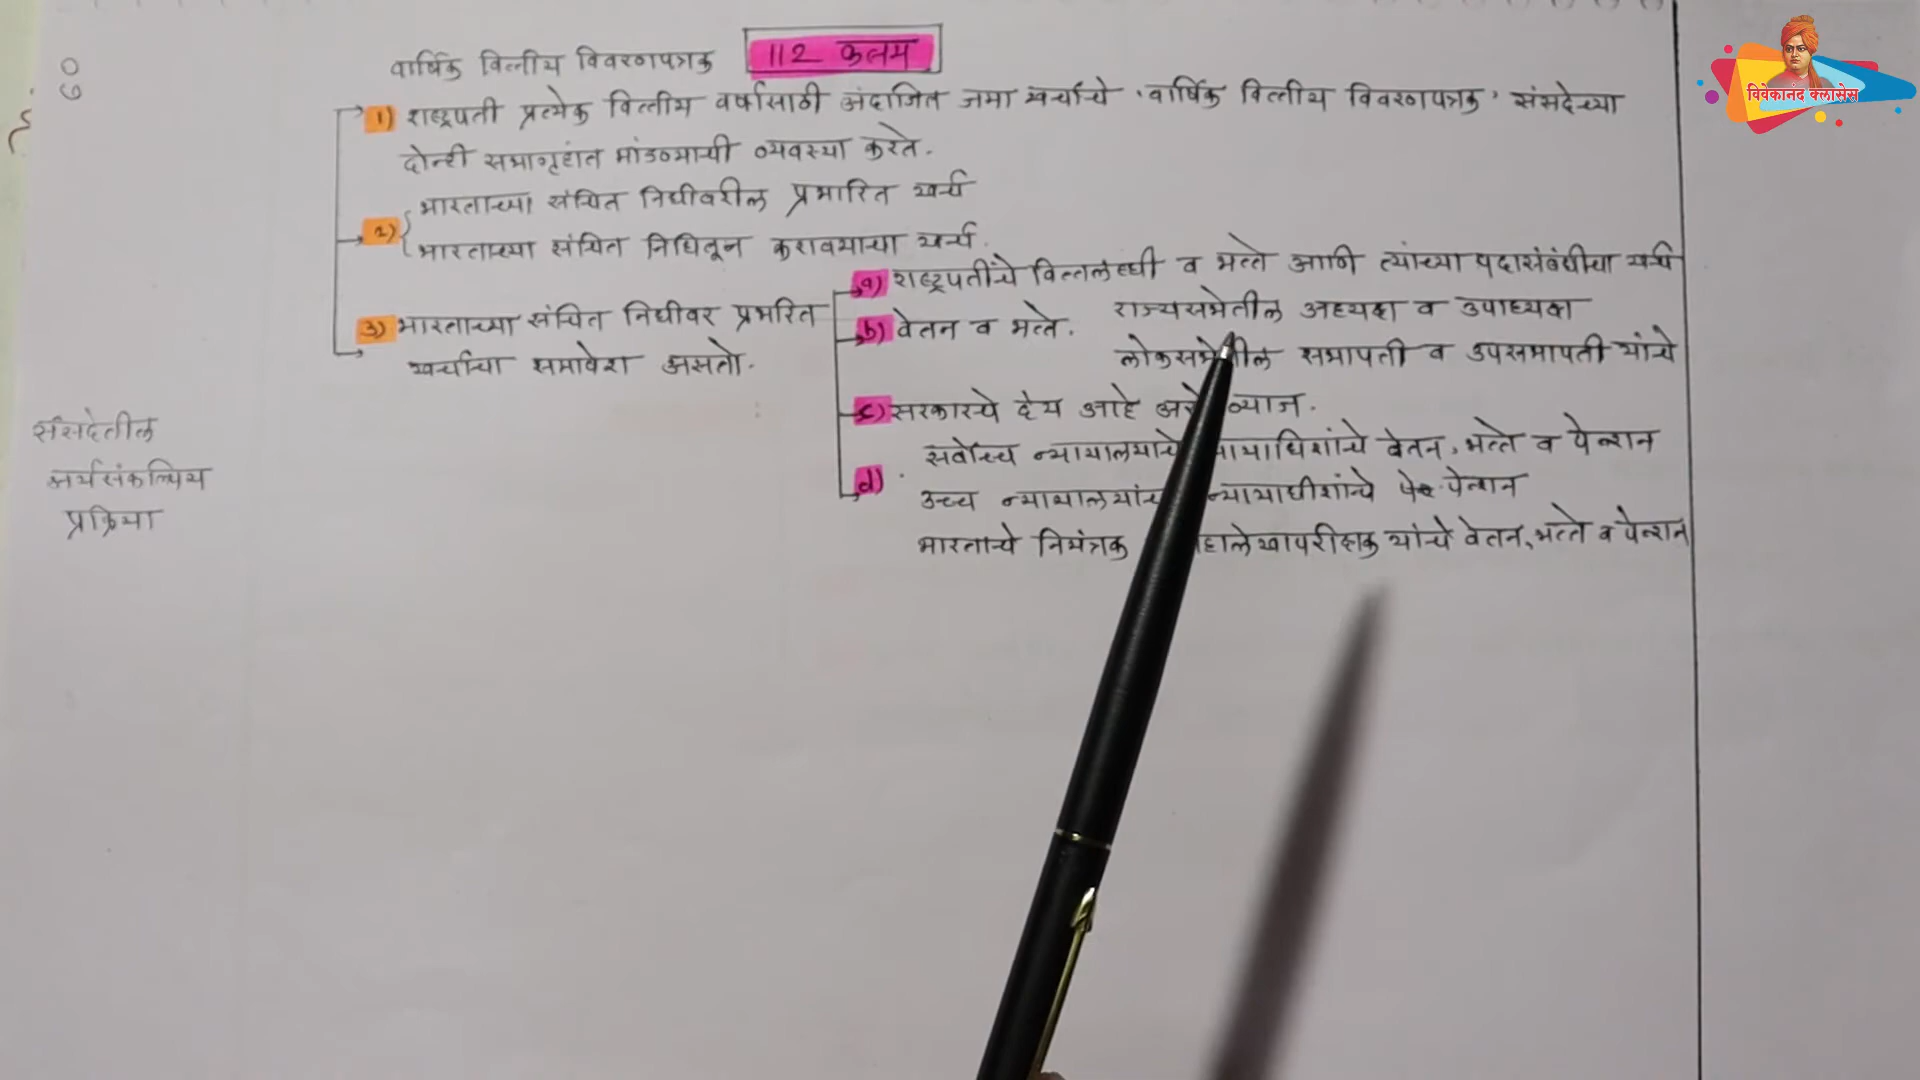 वार्षिक वित्तीय विवरणपत्रक 112 कलम
1) राष्ट्रपती प्रत्येक वित्तीय वर्षासाठी अंदाजित जमा खर्चाचे 'वार्षिक वित्तीय विवरणपत्रक' संसदेच्या
दोन्ही सभागृहांत मांडण्याची व्यवस्था करते.
भारताच्या संचित निधीवरील प्रभारित खर्च
2)
भारताच्या संचित निधितून करावयाचा खर्च.
a) राष्ट्रपतींचे वित्तलब्धी व भत्ते आणि त्यांच्या पदासंबंधीचा खर्च
3) भारताच्या संचित निधीवर प्रभरित
खर्चाचा समावेश असतो.
b) वेतन व भत्ते. राज्यसभेतील अध्यक्ष व उपाध्यक्ष
लोकसभेतील सभापती व उपसभापती यांचे
c) सरकारचे देय आहे असे व्याज.
सर्वोच्च न्यायालयाचे न्यायाधिशांचे वेतन, भत्ते व पेन्शन
d)
उच्च न्यायालयांच न्यायाधीशांचे पेन्शन
भारताचे नियंत्रक महालेखापरीक्षक यांचे वेतन, भत्ते व पेन्शन
संसदेतील
अर्थसंकल्पिय
प्रक्रिया
विवेकानंद क्लासेस